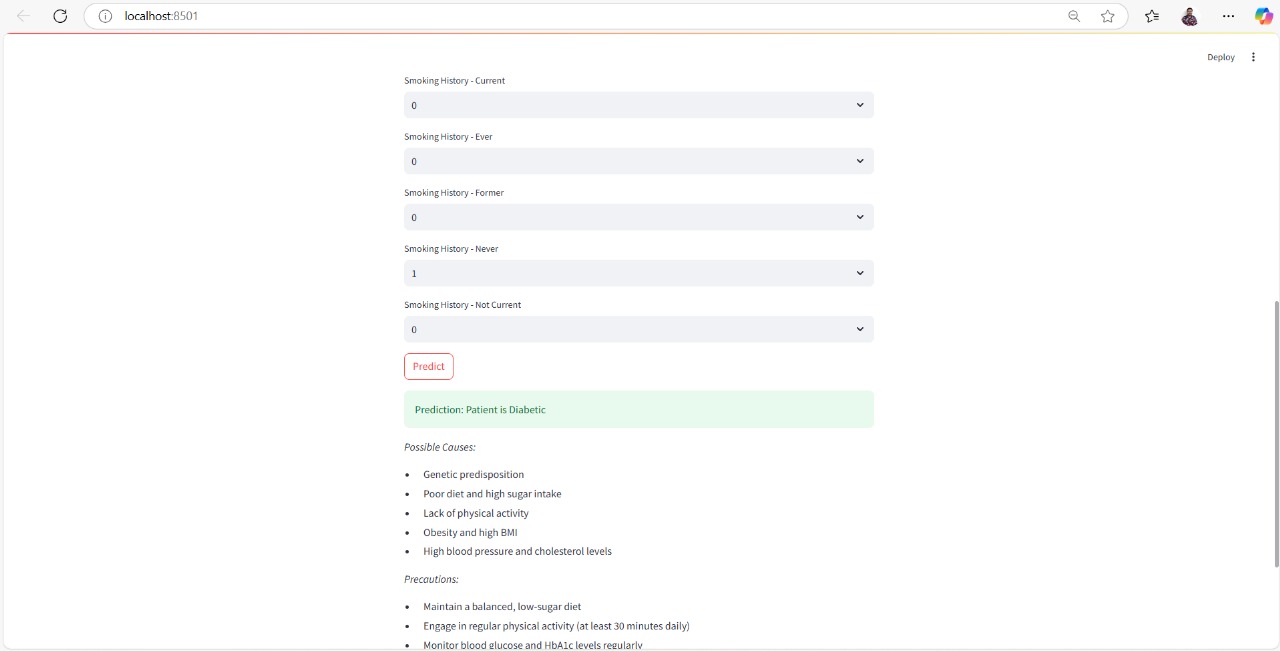 localhost:8501
Deploy
Smoking History - Current
0
Smoking History - Ever
0
Smoking History - Former
0
Smoking History - Never
1
Smoking History - Not Current
0
Predict
Prediction: Patient is Diabetic
Possible Causes:
Genetic predisposition
Poor diet and high sugar intake
Lack of physical activity
Obesity and high BMI
High blood pressure and cholesterol levels
Precautions:
Maintain a balanced, low-sugar diet
Engage in regular physical activity (at least 30 minutes daily)
Monitor blood glucose and HbA1c levels regularly